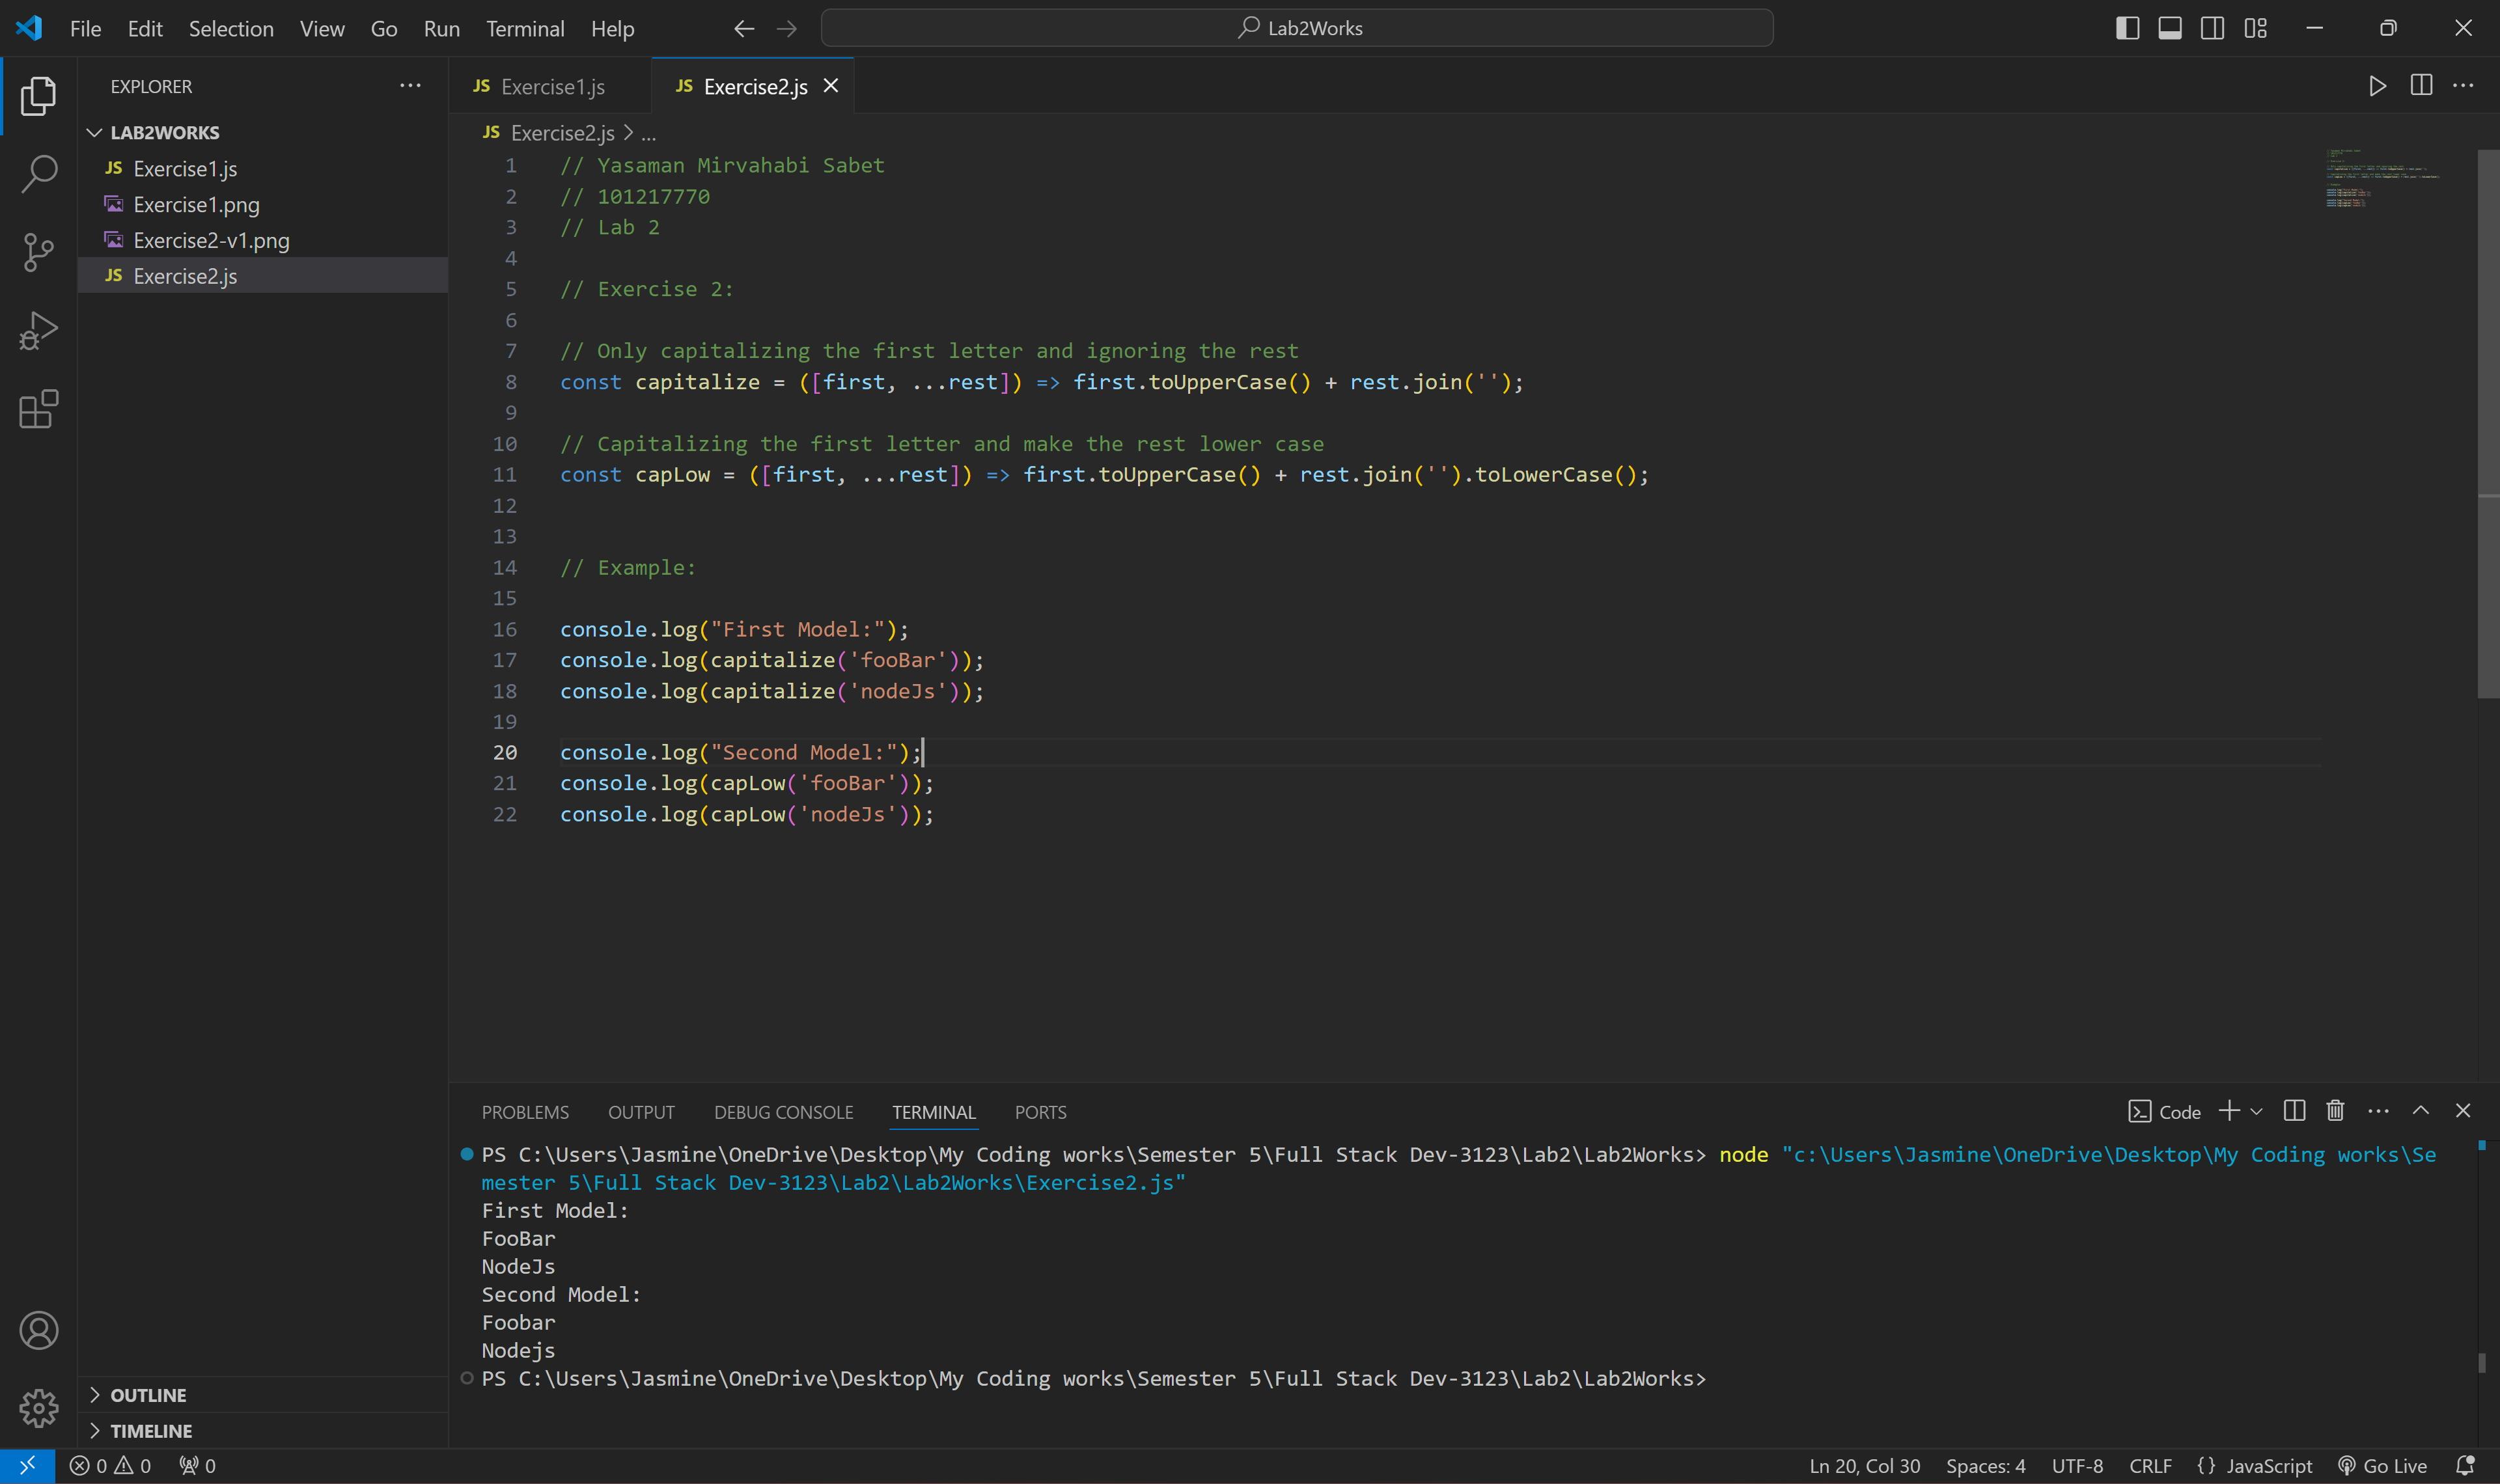 File Edit Selection View Go Run Terminal Help
Lab2Works
EXPLORER
LAB2WORKS
JS Exercise1.js
Exercise1.png
Exercise2-v1.png
JS Exercise2.js
OUTLINE
TIMELINE
JS Exercise1.js
JS Exercise2.js
JS Exercise2.js > ...
1 // Yasaman Mirvahabi Sabet
2 // 101217770
3 // Lab 2
4
5 // Exercise 2:
6
7 // Only capitalizing the first letter and ignoring the rest
8 const capitalize = ([first, ...rest]) => first.toUpperCase() + rest.join('');
9
10 // Capitalizing the first letter and make the rest lower case
11 const capLow = ([first, ...rest]) => first.toUpperCase() + rest.join('').toLowerCase();
12
13
14 // Example:
15
16 console.log("First Model:");
17 console.log(capitalize('fooBar'));
18 console.log(capitalize('nodeJs'));
19
20 console.log("Second Model:");
21 console.log(capLow('fooBar'));
22 console.log(capLow('nodeJs'));
PROBLEMS OUTPUT DEBUG CONSOLE TERMINAL PORTS
Code
PS C:\Users\Jasmine\OneDrive\Desktop\My Coding works\Semester 5\Full Stack Dev-3123\Lab2\Lab2Works> node "c:\Users\Jasmine\OneDrive\Desktop\My Coding works\Se
mester 5\Full Stack Dev-3123\Lab2\Lab2Works\Exercise2.js"
First Model:
FooBar
NodeJs
Second Model:
Foobar
Nodejs
PS C:\Users\Jasmine\OneDrive\Desktop\My Coding works\Semester 5\Full Stack Dev-3123\Lab2\Lab2Works>
0 0 0
Ln 20, Col 30 Spaces: 4 UTF-8 CRLF {} JavaScript Go Live